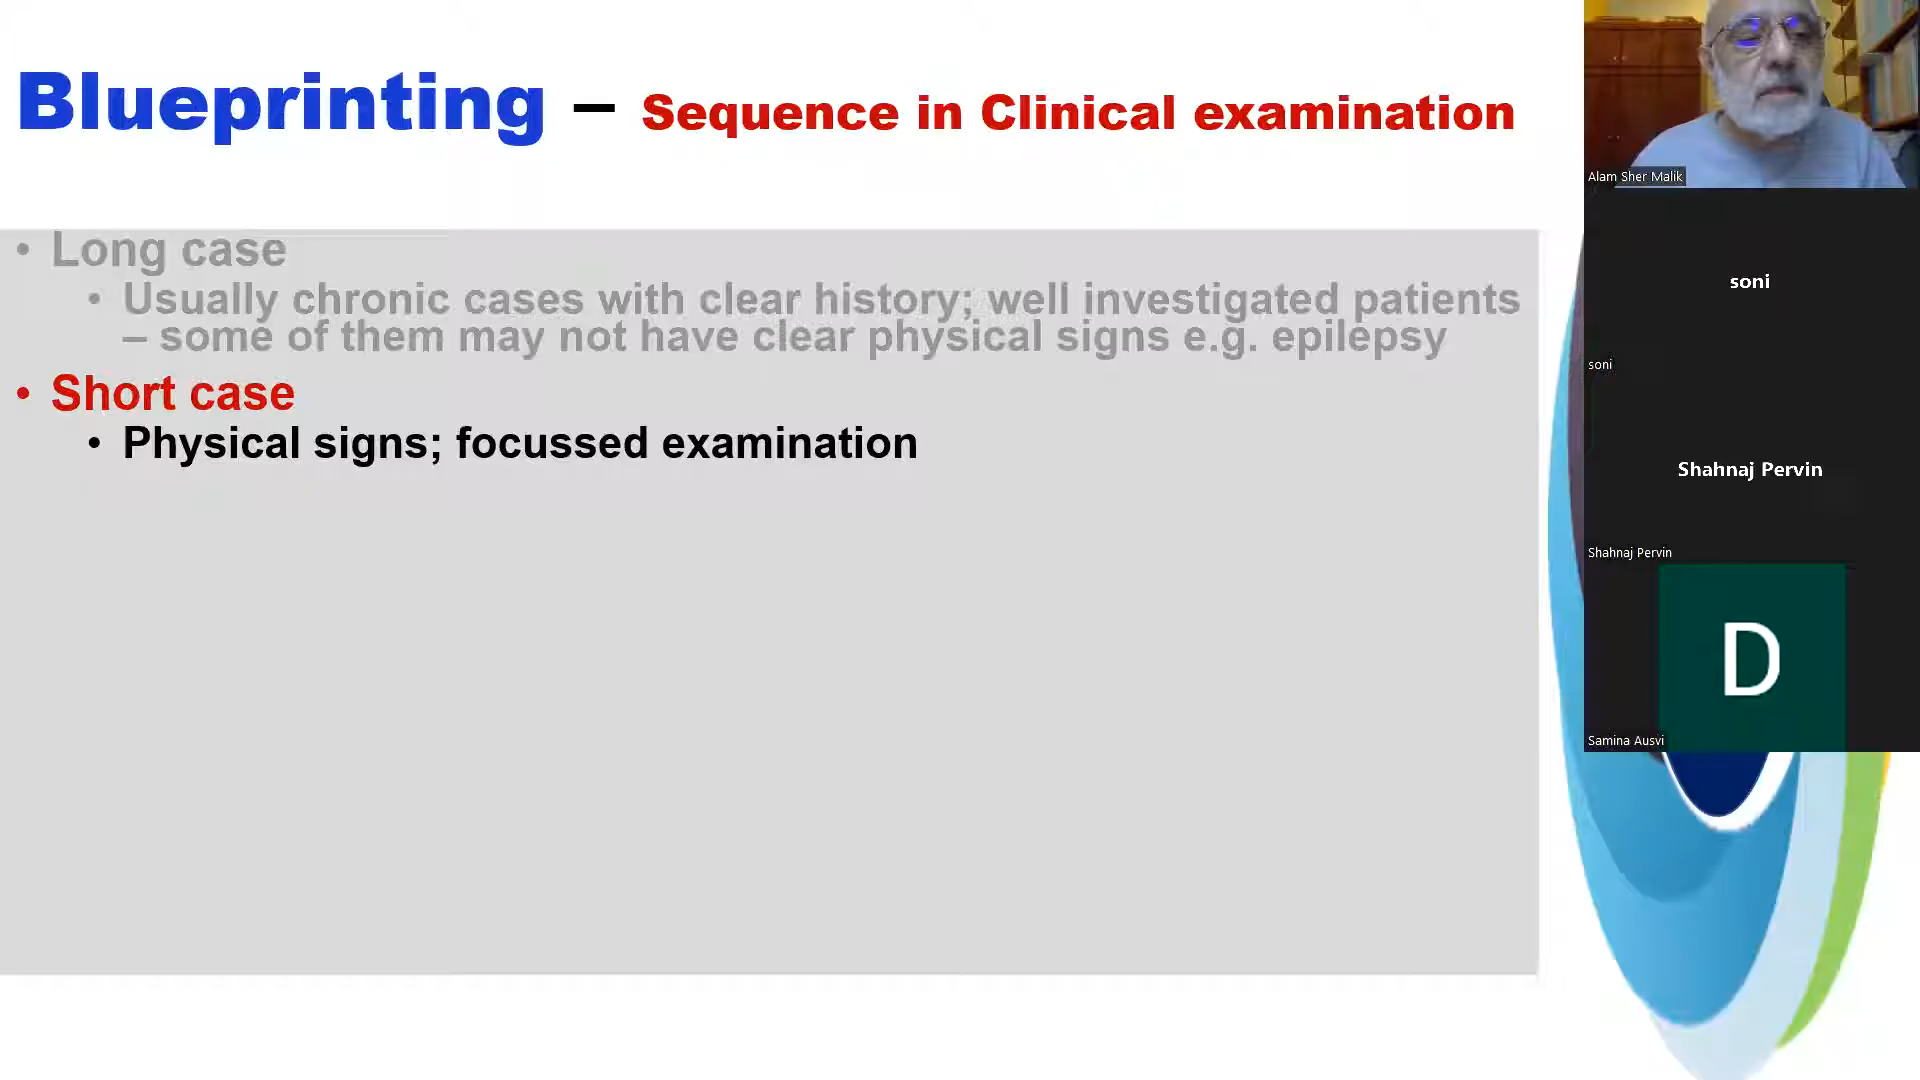 Blueprinting – Sequence in Clinical examination
• Long case
• Usually chronic cases with clear history; well investigated patients
– some of them may not have clear physical signs e.g. epilepsy
• Short case
• Physical signs; focussed examination
Alam Sher Malik
soni
soni
Shahnaj Pervin
Shahnaj Pervin
D
Samina Ausvi